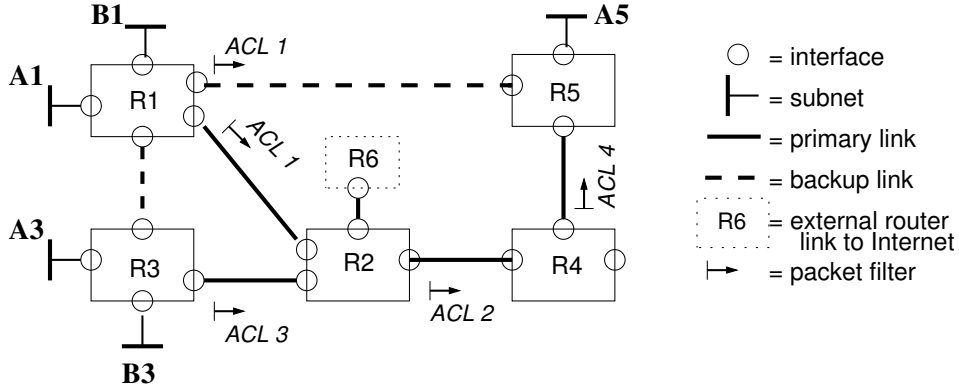 B1
A5
ACL 1
A1
R1
R5
ACL 1
R6
ACL 4
A3
R3
R2
R4
ACL 3
ACL 2
B3
= interface
= subnet
= primary link
= backup link
R6 = external router
link to Internet
= packet filter